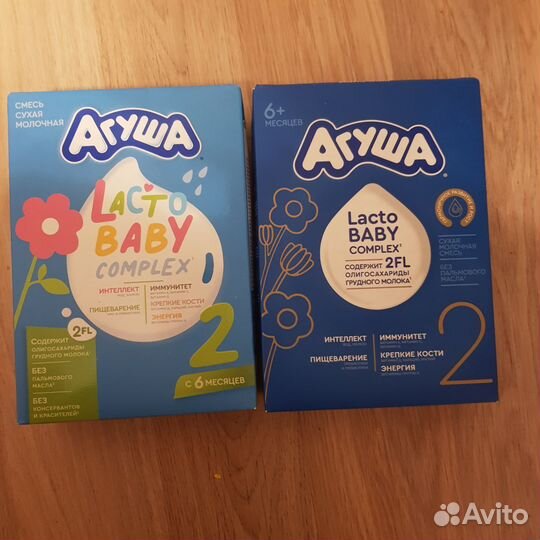 СМЕСЬ
СУХАЯ
МОЛОЧНАЯ
АГУША
LACTO
BABY
COMPLEX
ИНТЕЛЛЕКТ
ИММУНИТЕТ
ПИЩЕВАРЕНИЕ
КРЕПКИЕ КОСТИ
ЭНЕРГИЯ
2FL
СОДЕРЖИТ
ОЛИГОСАХАРИДЫ
ГРУДНОГО МОЛОКА
БЕЗ
ПАЛЬМОВОГО
МАСЛА
БЕЗ
КОНСЕРВАНТОВ
И КРАСИТЕЛЕЙ
2
С 6 МЕСЯЦЕВ
6+
МЕСЯЦЕВ
АГУША
Lacto
BABY
COMPLEX
СОДЕРЖИТ 2FL
ОЛИГОСАХАРИДЫ
ГРУДНОГО МОЛОКА
СУХАЯ
МОЛОЧНАЯ
СМЕСЬ
БЕЗ
ПАЛЬМОВОГО
МАСЛА
ИНТЕЛЛЕКТ
ИММУНИТЕТ
ПИЩЕВАРЕНИЕ
КРЕПКИЕ КОСТИ
ЭНЕРГИЯ
2
Avito